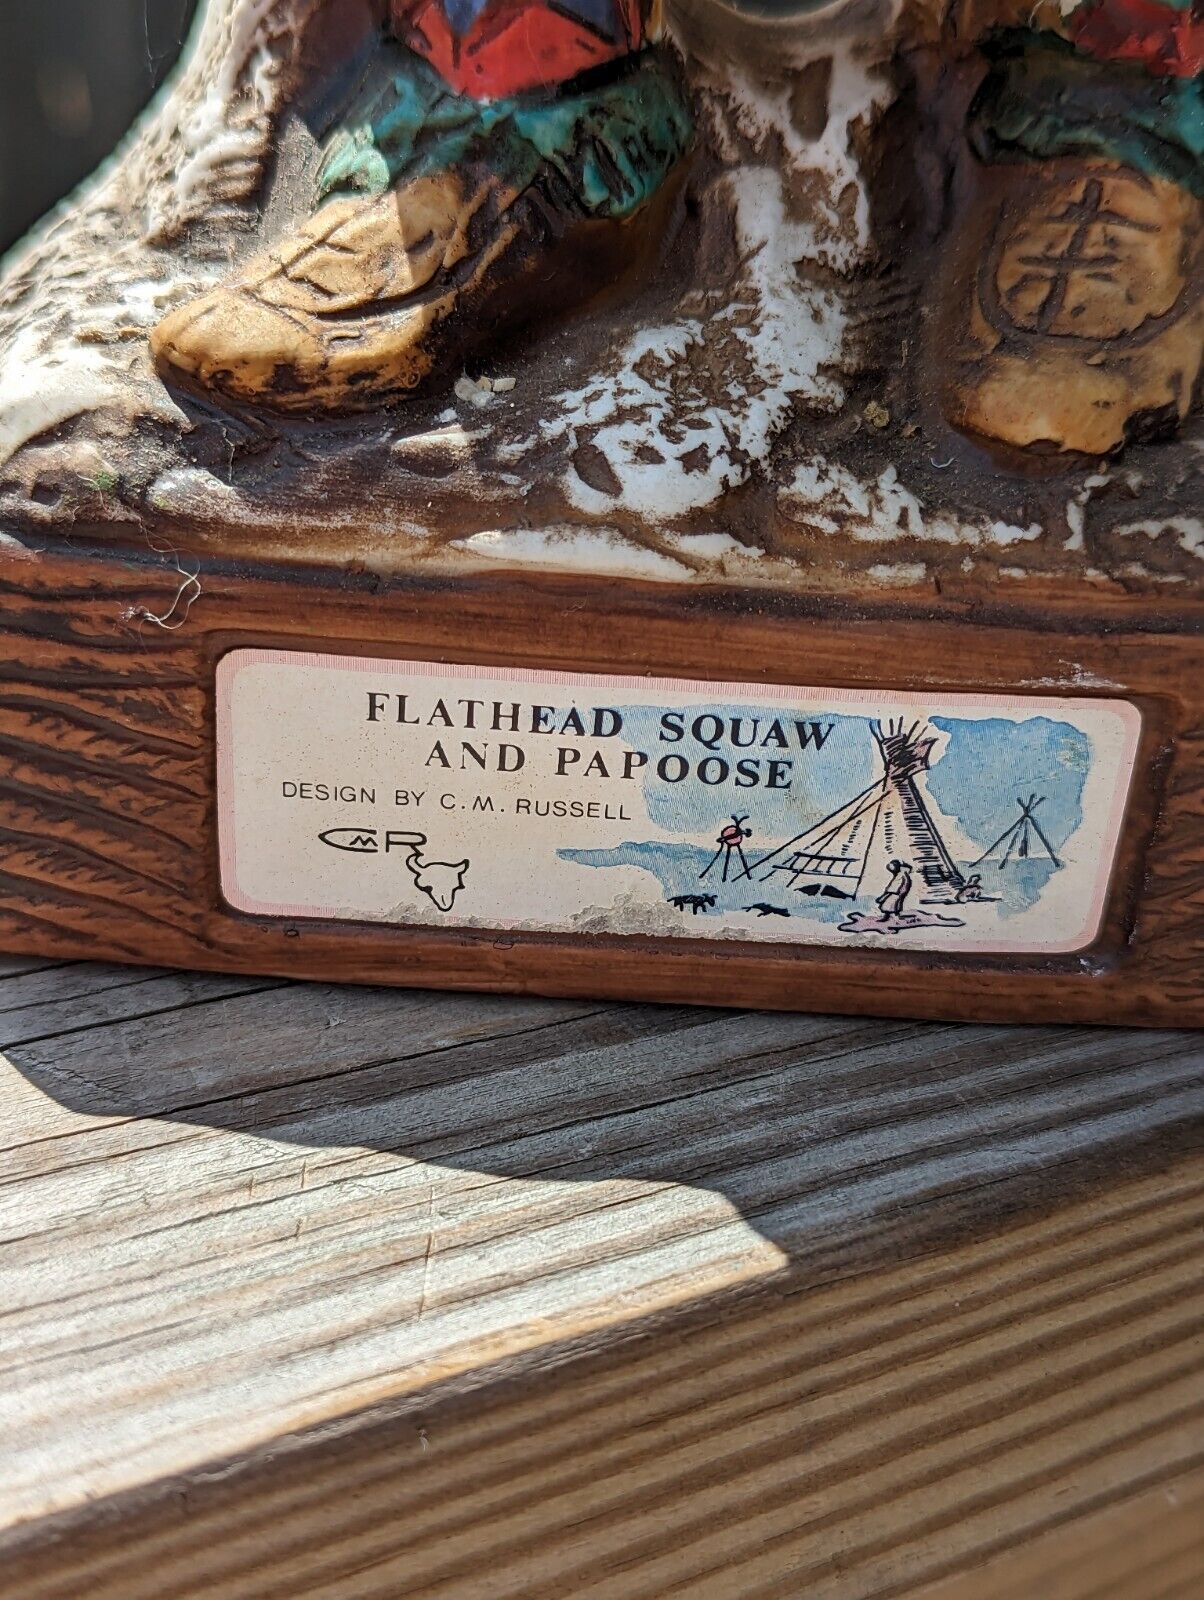 FLATHEAD SQUAW
AND PAPOOSE
DESIGN BY C.M. RUSSELL
CMR